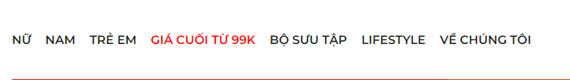 NỮ NAM TRẺ EM GIÁ CUỐI TỪ 99K BỘ SƯU TẬP LIFESTYLE VỀ CHÚNG TÔI